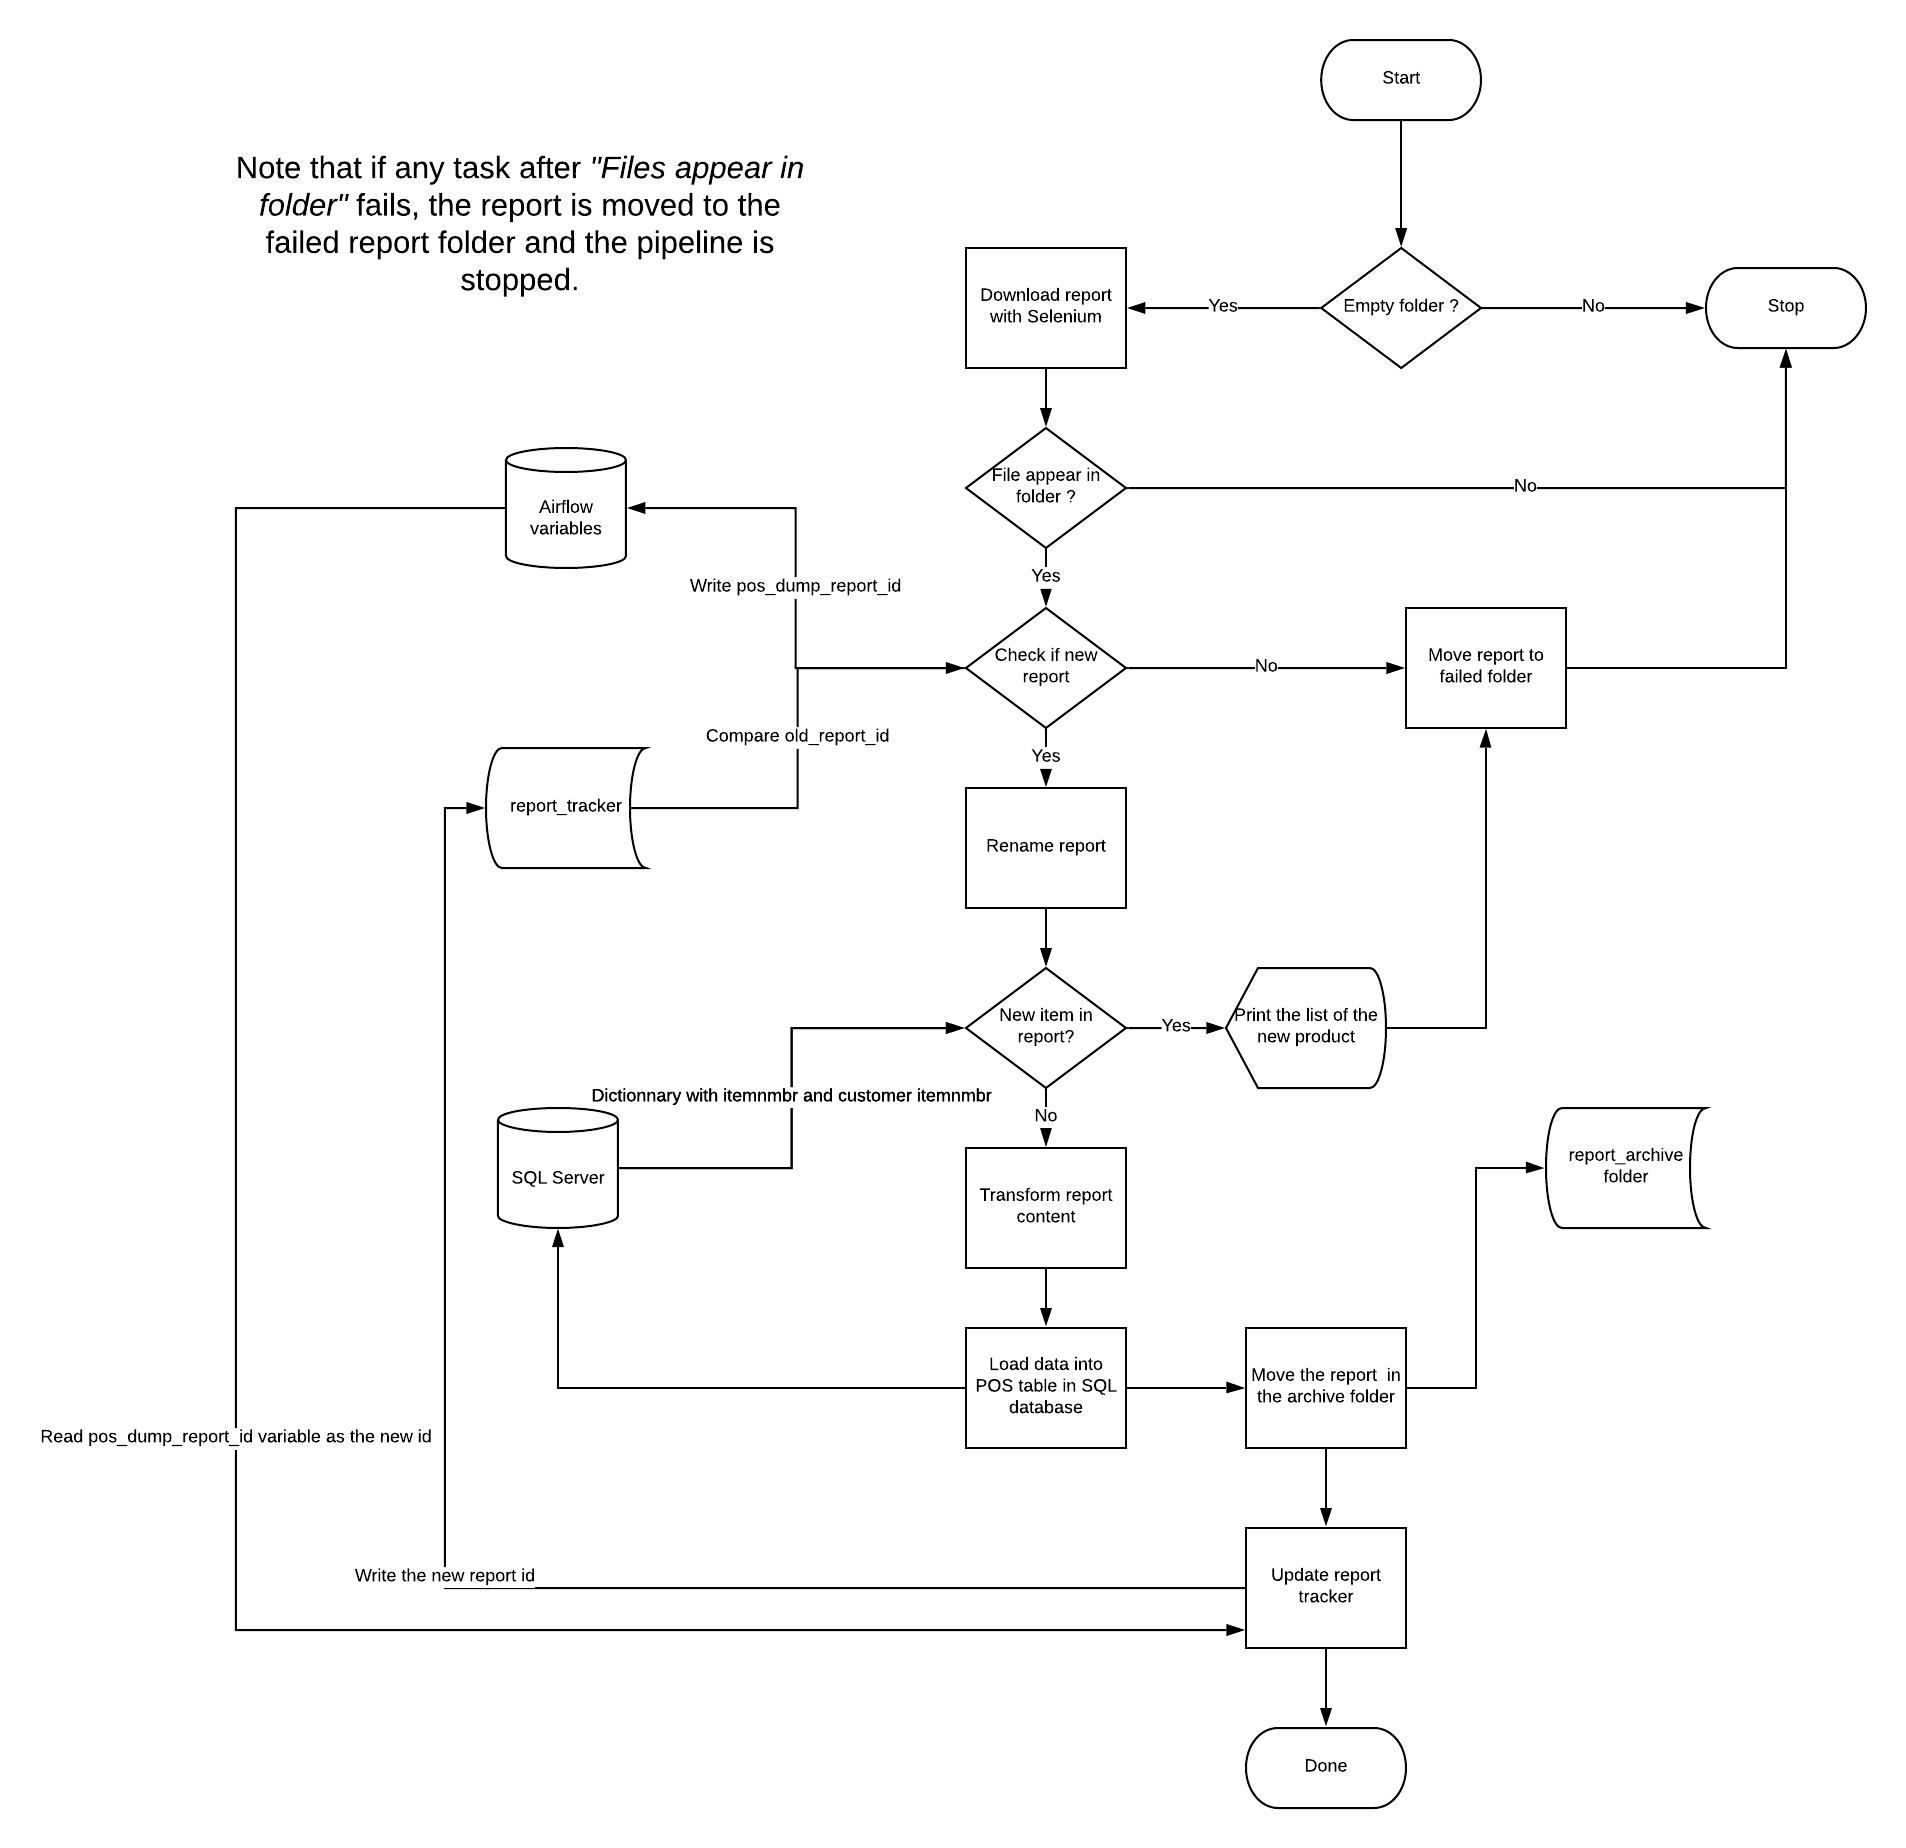 Start
Note that if any task after "Files appear in
folder" fails, the report is moved to the
failed report folder and the pipeline is
stopped.
Download report
with Selenium
Yes
Empty folder ?
No
Stop
File appear in
folder ?
No
Airflow
variables
Yes
Write pos_dump_report_id
Check if new
report
No
Move report to
failed folder
Compare old_report_id
Yes
report_tracker
Rename report
New item in
report?
Yes
Print the list of the
new product
Dictionnary with itemnmbr and customer itemnmbr
No
SQL Server
Transform report
content
report_archive
folder
Load data into
POS table in SQL
database
Move the report  in
the archive folder
Read pos_dump_report_id variable as the new id
Write the new report id
Update report
tracker
Done